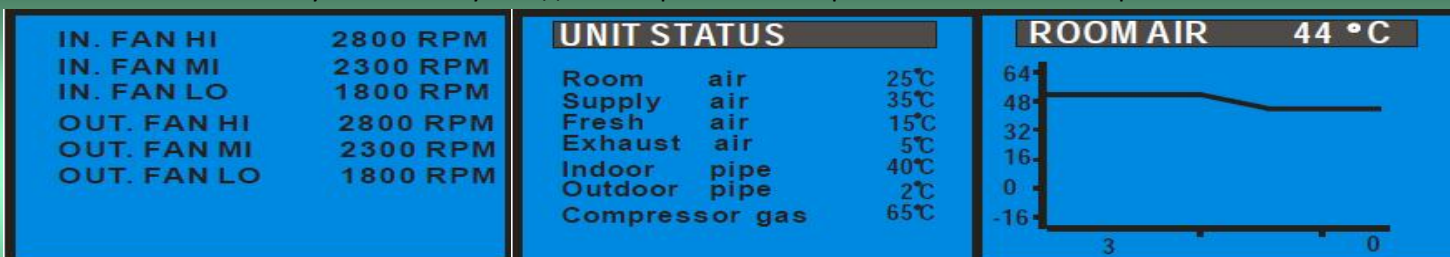 IN. FAN HI 2800 RPM
IN. FAN MI 2300 RPM
IN. FAN LO 1800 RPM
OUT. FAN HI 2800 RPM
OUT. FAN MI 2300 RPM
OUT. FAN LO 1800 RPM
UNIT STATUS
Room air 25°C
Supply air 35°C
Fresh air 15°C
Exhaust air 5°C
Indoor pipe 40°C
Outdoor pipe 2°C
Compressor gas 65°C
ROOM AIR 44 °C
64
48
32
16
0
-16
3 0